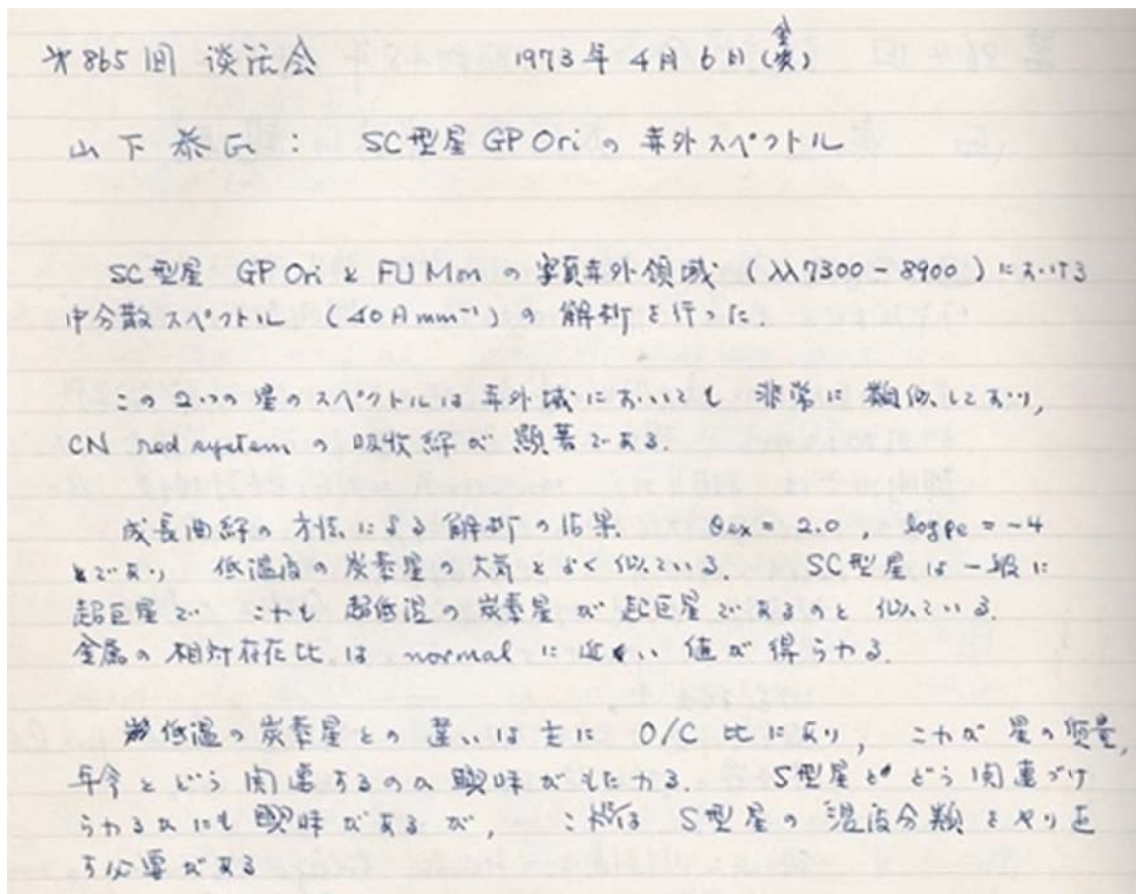 第865回 談話会 1973年4月6日(金)
山下泰氏: SC型星 GP Ori の赤外スペクトル
SC型星 GP Ori と FU Mon の写真赤外領域 (λλ7300-8900) における
中分散スペクトル (40Åmm⁻¹) の解析を行った.
この2つの星のスペクトルは赤外域においても 非常に類似しており,
CN red system の吸収線が 顕著である.
成長曲線の方法による解析の結果 θex = 2.0, log pe = -4
であり 低温度の炭素星の大気とよく似ている. SC型星は一般に
超巨星で これも 超低温の炭素星が 超巨星であるのと 似ている.
金属の相対存在比は normal に近い 値が得られる.
低温の炭素星との違いは主に O/C 比にあり, これが 星の質量,
年令とどう関連するのか 興味がもたれる. S型星とどう関連づけ
られるかにも興味があるが, これは S型星の温度分類をやり直
す必要がある